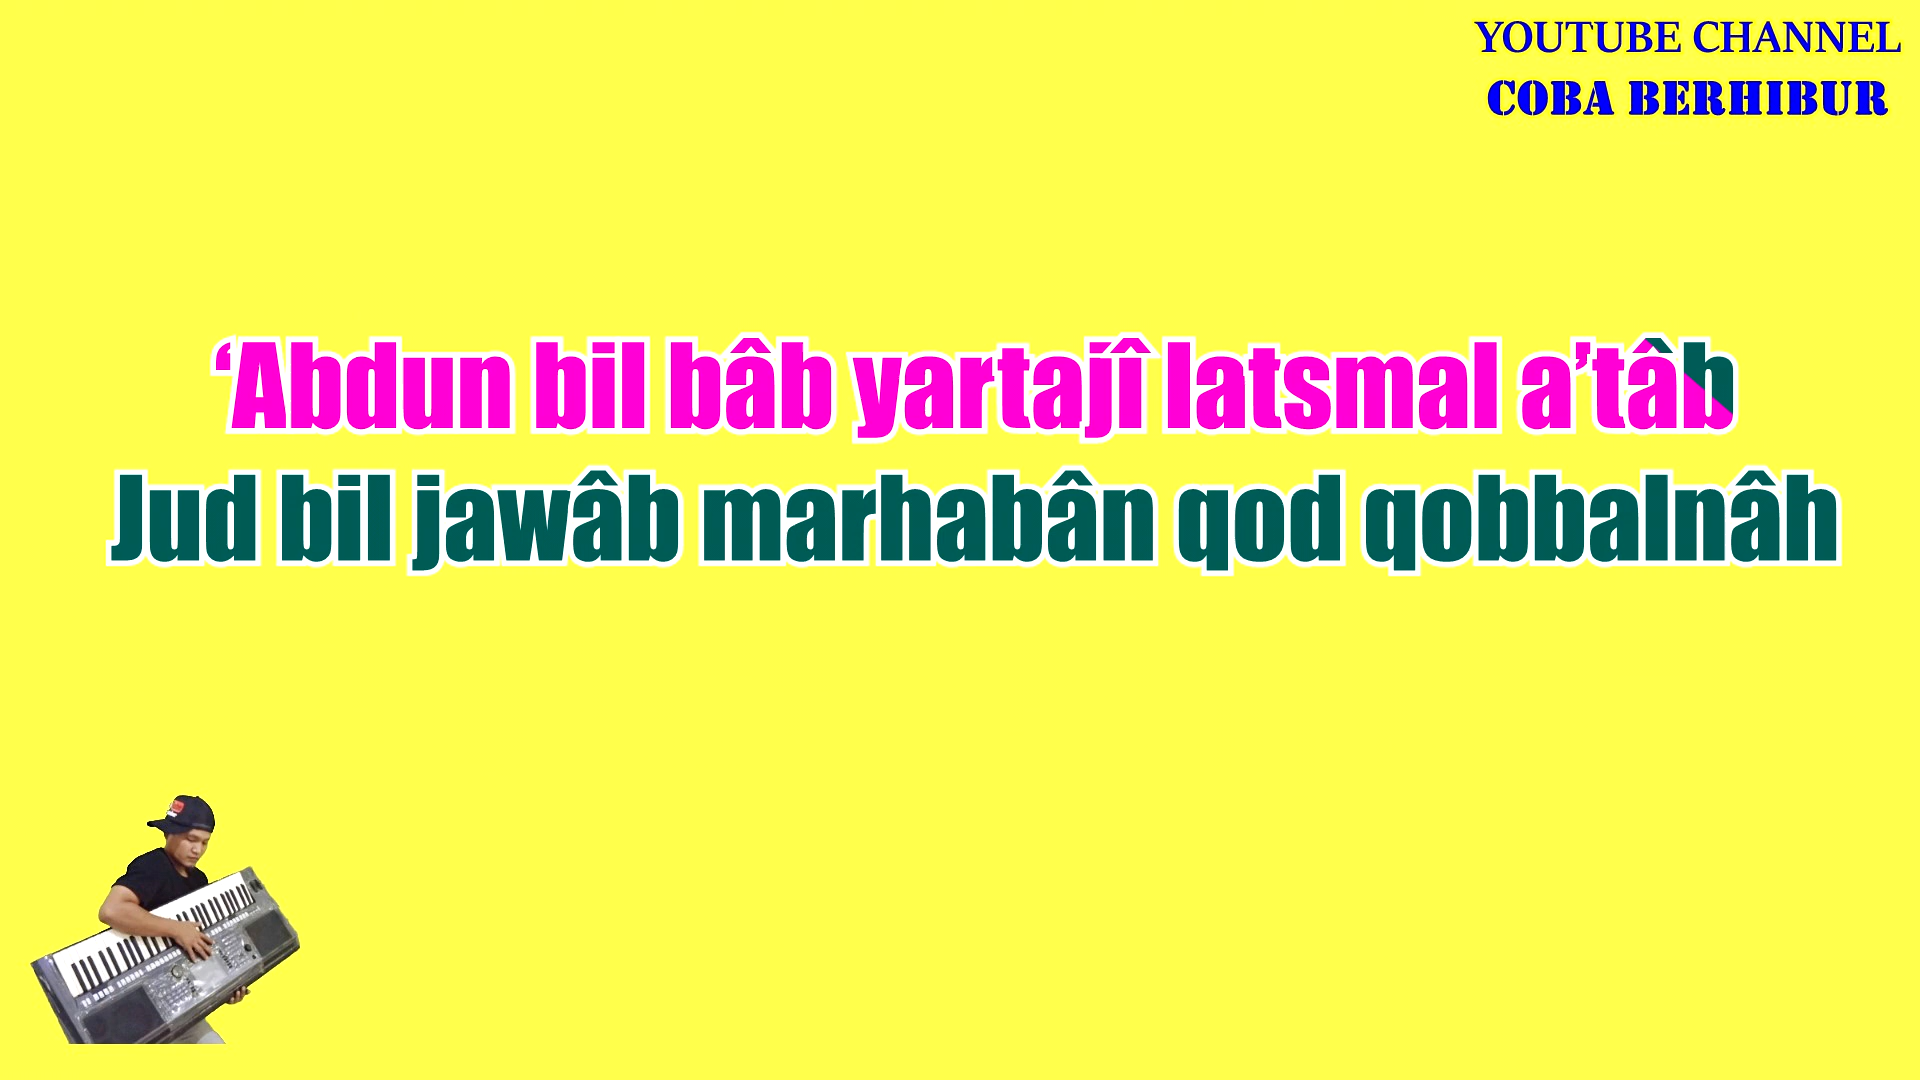 YOUTUBE CHANNEL
COBA BERHIBUR
‘Abdun bil bâb yartajî latsmal a’tâb
Jud bil jawâb marhabân qod qobbalnâh